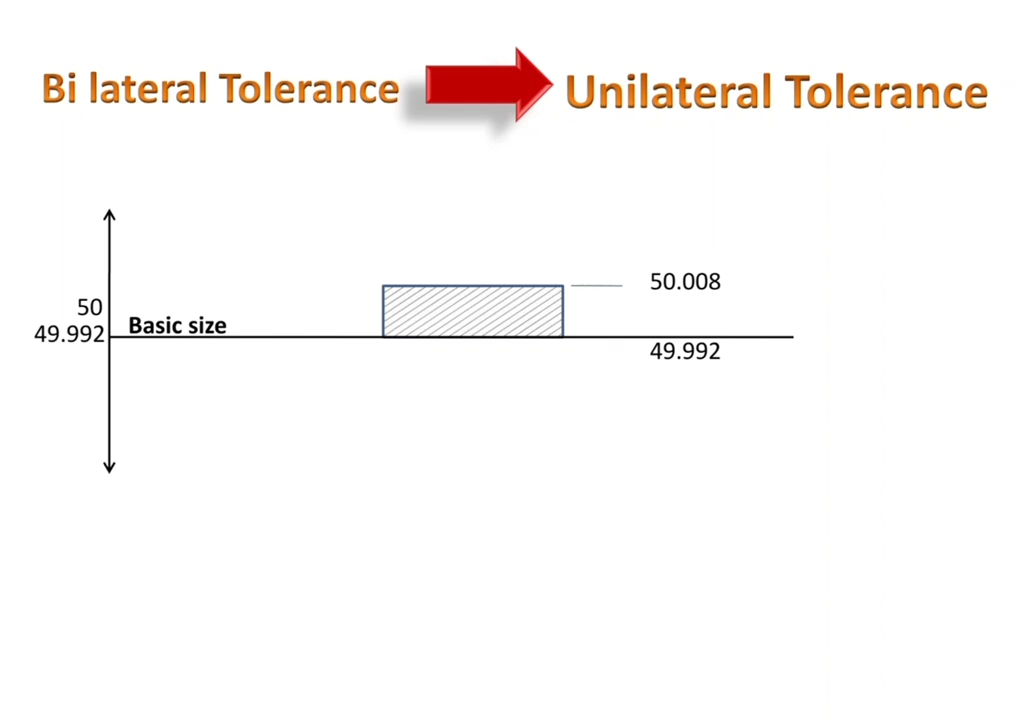 Bi lateral Tolerance
Unilateral Tolerance
50
49.992
Basic size
50.008
49.992